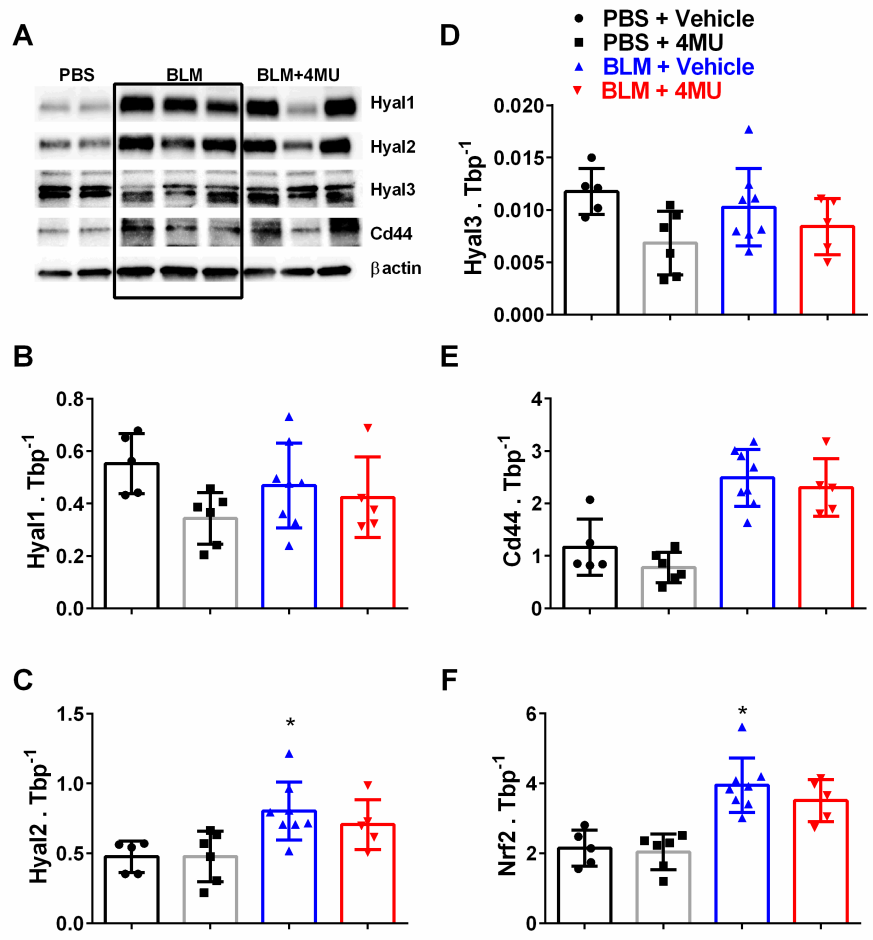 A
PBS BLM BLM+4MU
Hyal1
Hyal2
Hyal3
Cd44
β actin
D
PBS + Vehicle
PBS + 4MU
BLM + Vehicle
BLM + 4MU
Hyal3 . Tbp⁻¹
0.020
0.015
0.010
0.005
0.000
B
Hyal1 . Tbp⁻¹
0.8
0.6
0.4
0.2
0.0
E
Cd44 . Tbp⁻¹
4
3
2
1
0
C
Hyal2 . Tbp⁻¹
1.5
1.0
0.5
0.0
*
F
Nrf2 . Tbp⁻¹
6
4
2
0
*